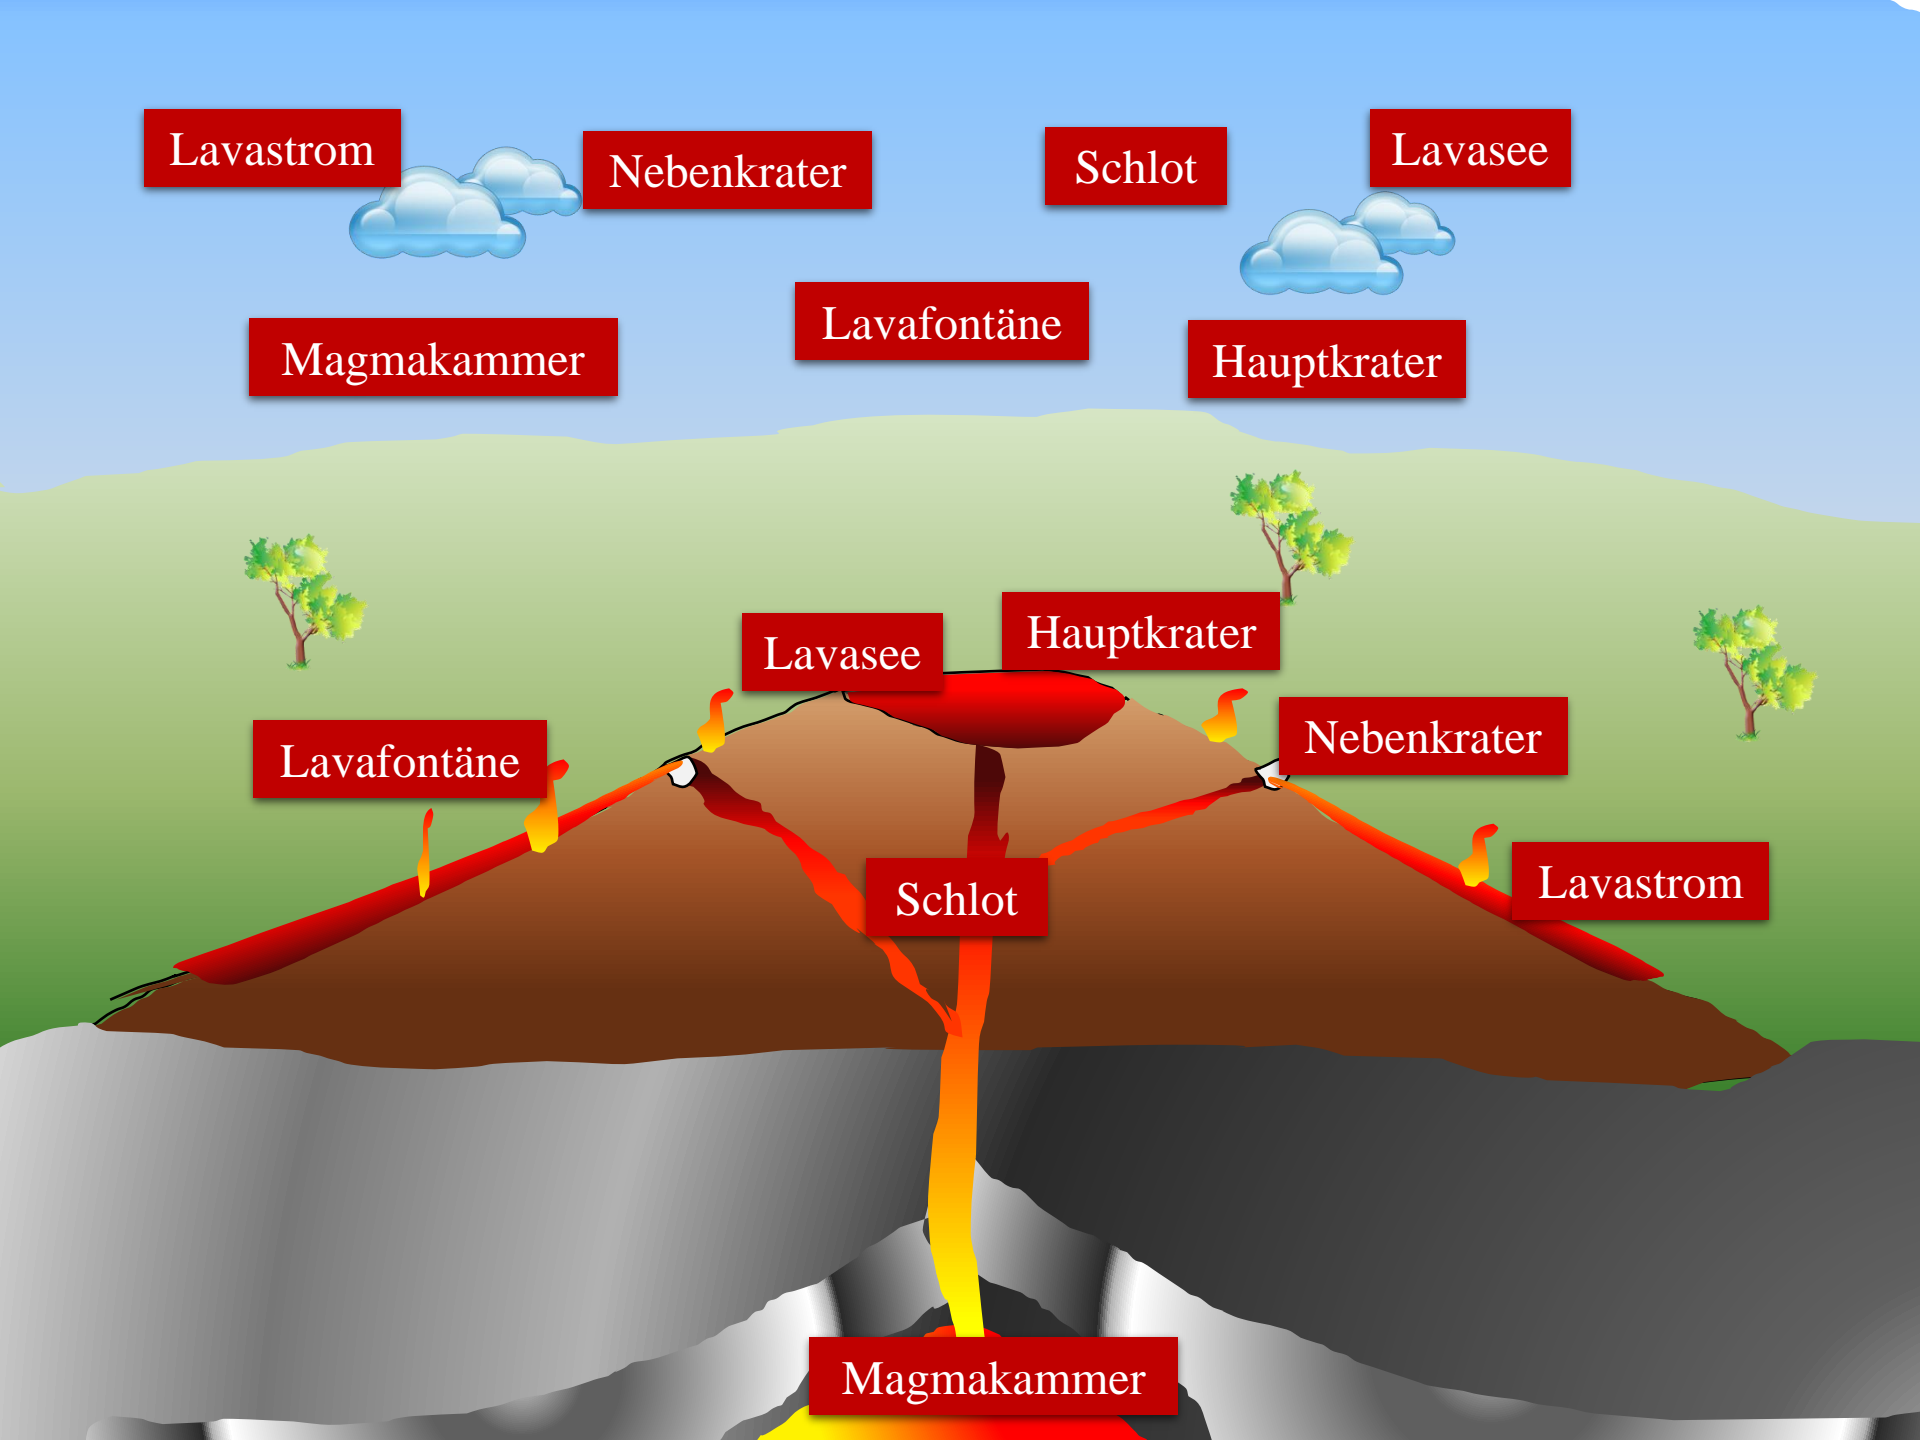 Lavastrom
Nebenkrater
Schlot
Lavasee
Lavafontäne
Magmakammer
Hauptkrater
Hauptkrater
Lavasee
Nebenkrater
Lavafontäne
Lavastrom
Schlot
Magmakammer